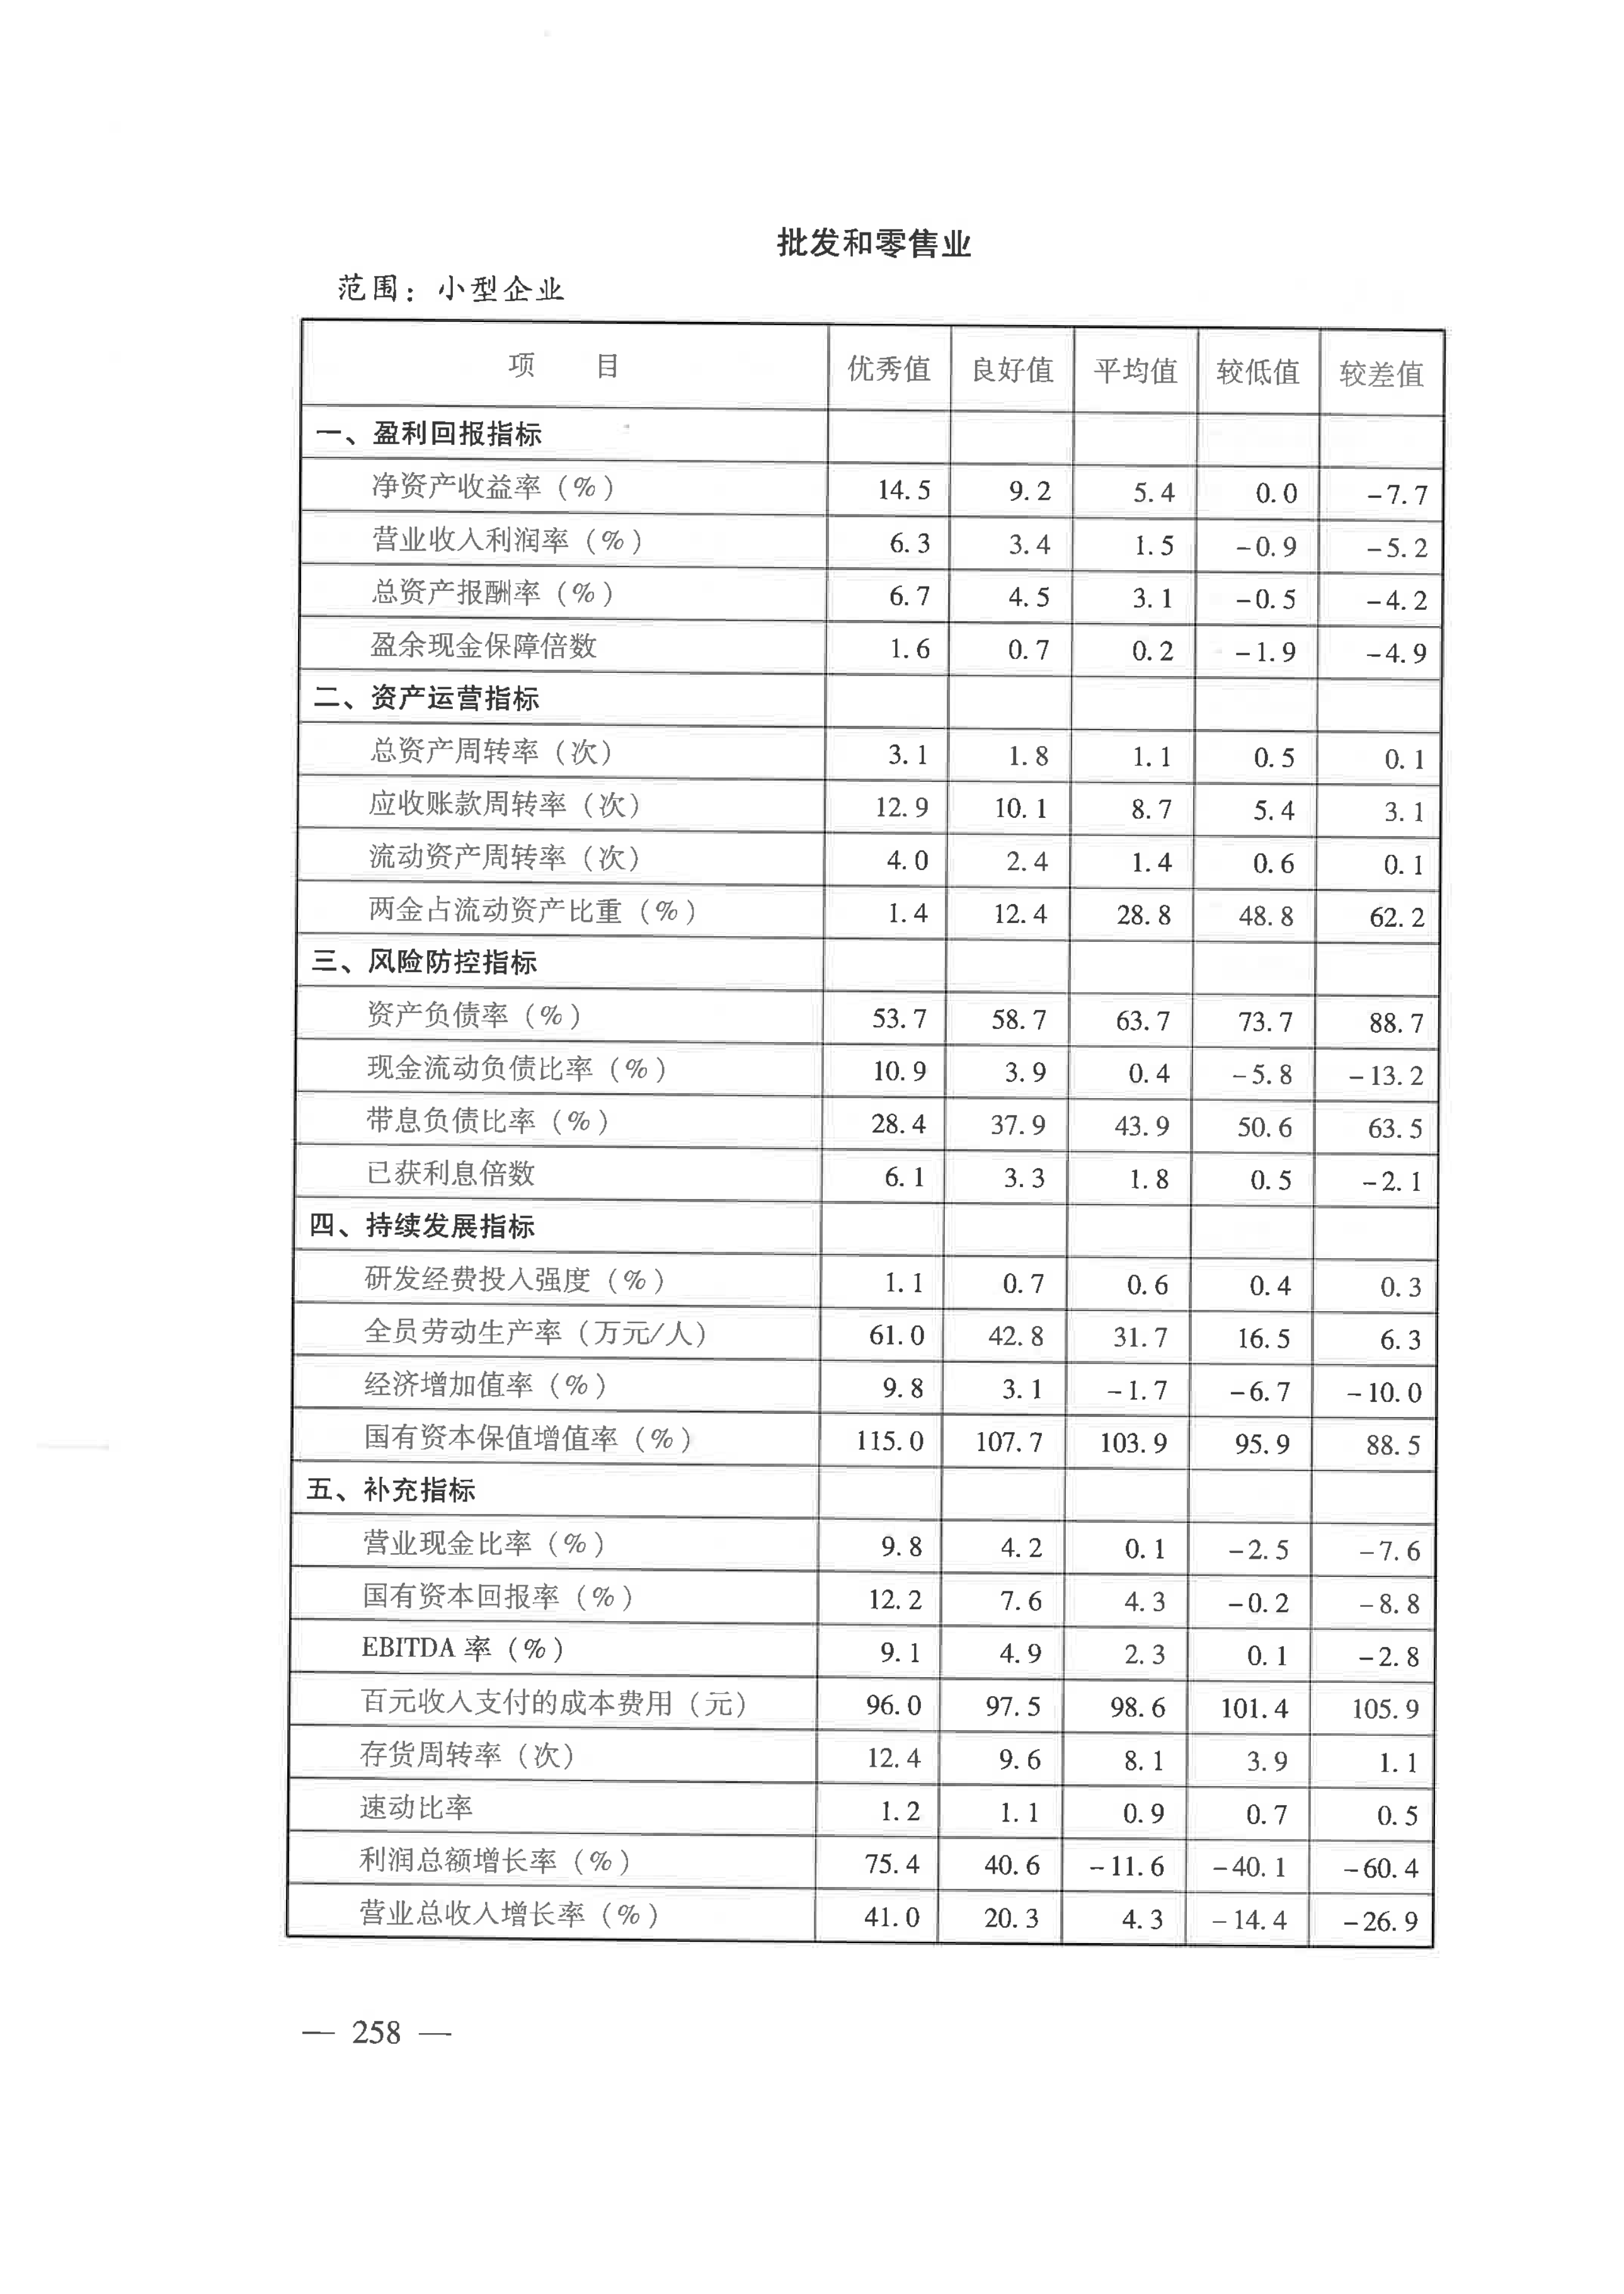 批发和零售业
范围：小型企业
项 目 优秀值 良好值 平均值 较低值 较差值
一、盈利回报指标
净资产收益率（%） 14.5 9.2 5.4 0.0 -7.7
营业收入利润率（%） 6.3 3.4 1.5 -0.9 -5.2
总资产报酬率（%） 6.7 4.5 3.1 -0.5 -4.2
盈余现金保障倍数 1.6 0.7 0.2 -1.9 -4.9
二、资产运营指标
总资产周转率（次） 3.1 1.8 1.1 0.5 0.1
应收账款周转率（次） 12.9 10.1 8.7 5.4 3.1
流动资产周转率（次） 4.0 2.4 1.4 0.6 0.1
两金占流动资产比重（%） 1.4 12.4 28.8 48.8 62.2
三、风险防控指标
资产负债率（%） 53.7 58.7 63.7 73.7 88.7
现金流动负债比率（%） 10.9 3.9 0.4 -5.8 -13.2
带息负债比率（%） 28.4 37.9 43.9 50.6 63.5
已获利息倍数 6.1 3.3 1.8 0.5 -2.1
四、持续发展指标
研发经费投入强度（%） 1.1 0.7 0.6 0.4 0.3
全员劳动生产率（万元/人） 61.0 42.8 31.7 16.5 6.3
经济增加值率（%） 9.8 3.1 -1.7 -6.7 -10.0
国有资本保值增值率（%） 115.0 107.7 103.9 95.9 88.5
五、补充指标
营业现金比率（%） 9.8 4.2 0.1 -2.5 -7.6
国有资本回报率（%） 12.2 7.6 4.3 -0.2 -8.8
EBITDA 率（%） 9.1 4.9 2.3 0.1 -2.8
百元收入支付的成本费用（元） 96.0 97.5 98.6 101.4 105.9
存货周转率（次） 12.4 9.6 8.1 3.9 1.1
速动比率 1.2 1.1 0.9 0.7 0.5
利润总额增长率（%） 75.4 40.6 -11.6 -40.1 -60.4
营业总收入增长率（%） 41.0 20.3 4.3 -14.4 -26.9
— 258 —